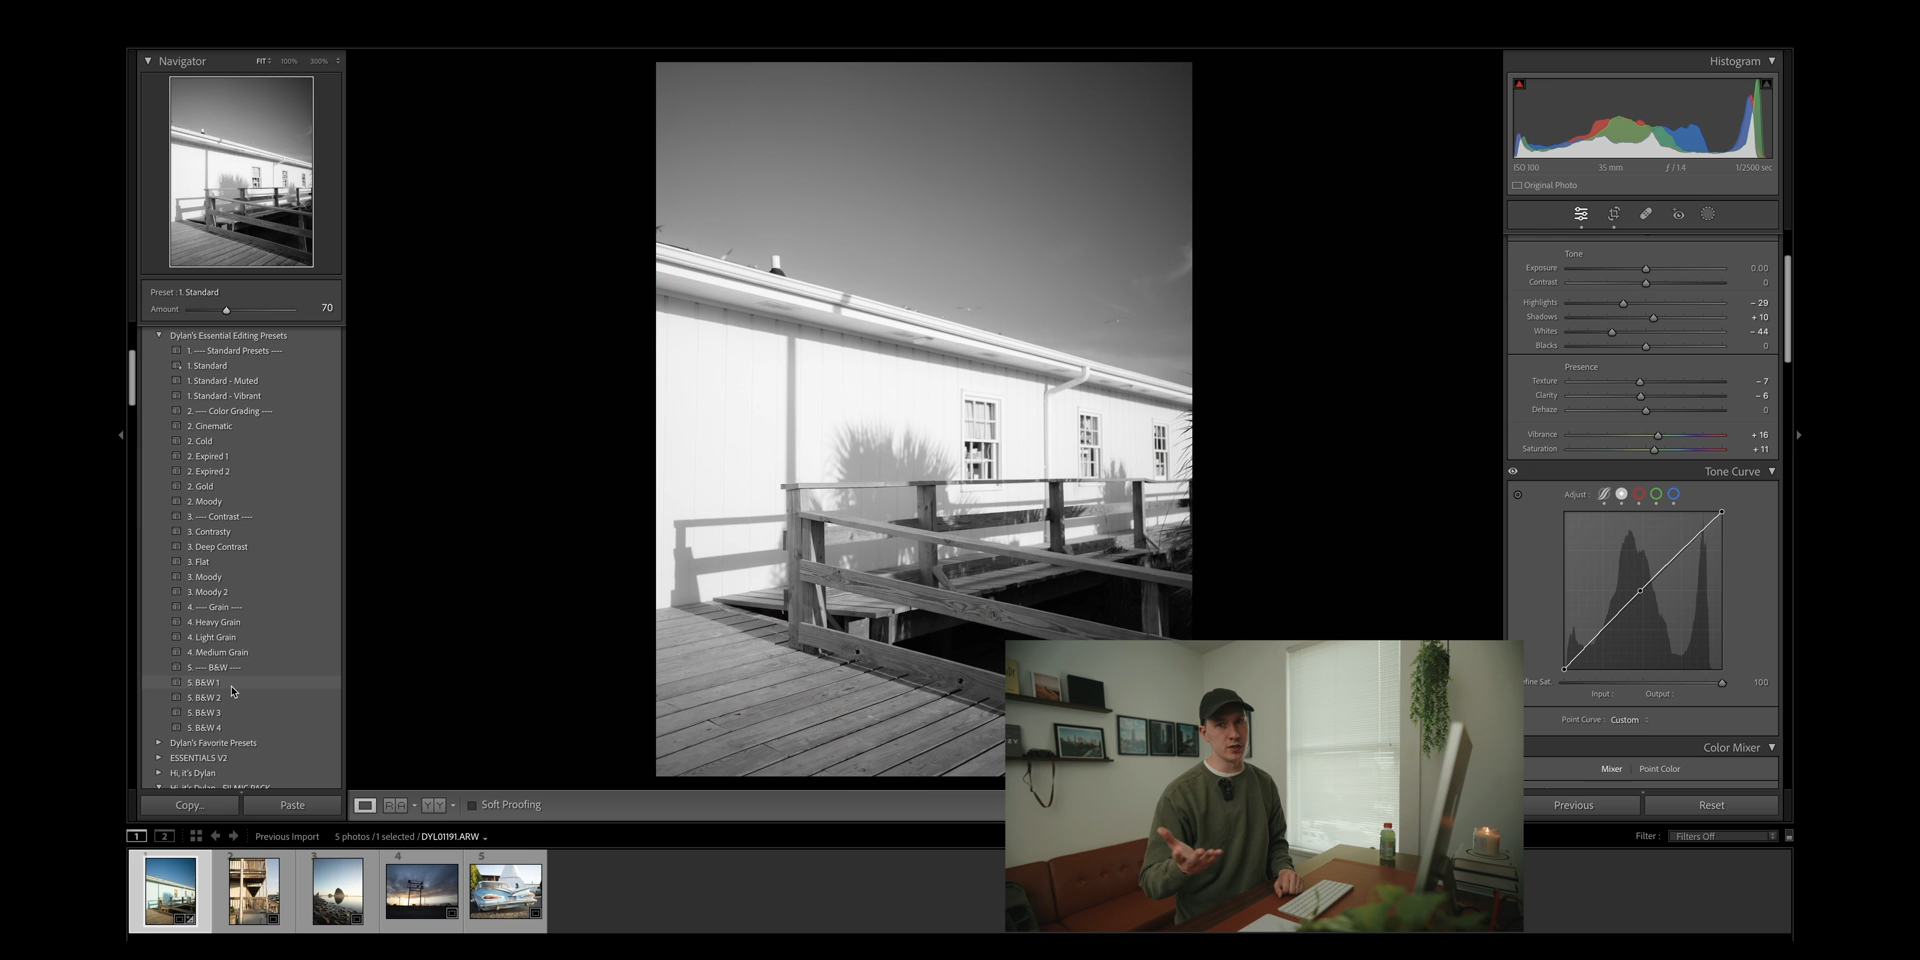 Navigator
FIT 100% 300%
Preset : 1. Standard
Amount 70
Dylan's Essential Editing Presets
1. ---- Standard Presets ----
1. Standard
1. Standard - Muted
1. Standard - Vibrant
2. ---- Color Grading ----
2. Cinematic
2. Cold
2. Expired 1
2. Expired 2
2. Gold
2. Moody
3. ---- Contrast ----
3. Contrasty
3. Deep Contrast
3. Flat
3. Moody
3. Moody 2
4. ---- Grain ----
4. Heavy Grain
4. Light Grain
4. Medium Grain
5. ---- B&W ----
5. B&W 1
5. B&W 2
5. B&W 3
5. B&W 4
Dylan's Favorite Presets
ESSENTIALS V2
Hi, it's Dylan
Hi, it's Dylan - FILMIC PACK
Copy... Paste
Soft Proofing
Histogram
ISO 100 35 mm ƒ / 1.4 1/2500 sec
Original Photo
Tone
Exposure 0.00
Contrast 0
Highlights – 29
Shadows + 10
Whites – 44
Blacks 0
Presence
Texture – 7
Clarity – 6
Dehaze 0
Vibrance + 16
Saturation + 11
Tone Curve
Adjust :
fine Sat. 100
Input : Output :
Point Curve : Custom
Color Mixer
Mixer Point Color
Previous Reset
1 2 Previous Import 5 photos / 1 selected / DYL01191.ARW
Filter : Filters Off
2 3 4 5